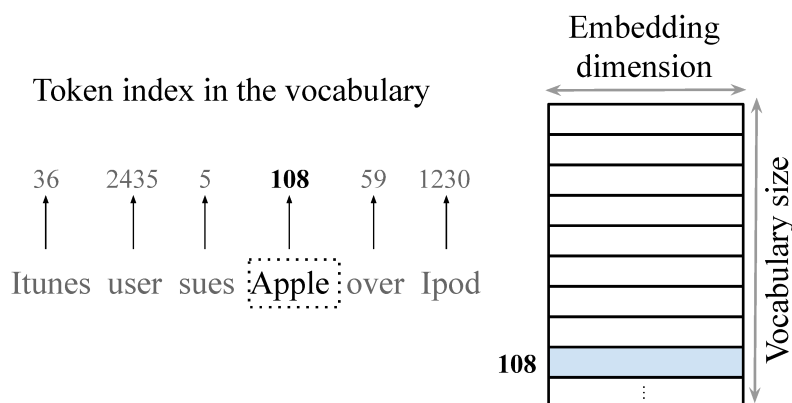 Token index in the vocabulary
36 2435 5 108 59 1230
Itunes user sues Apple over Ipod
Embedding
dimension
Vocabulary size
108